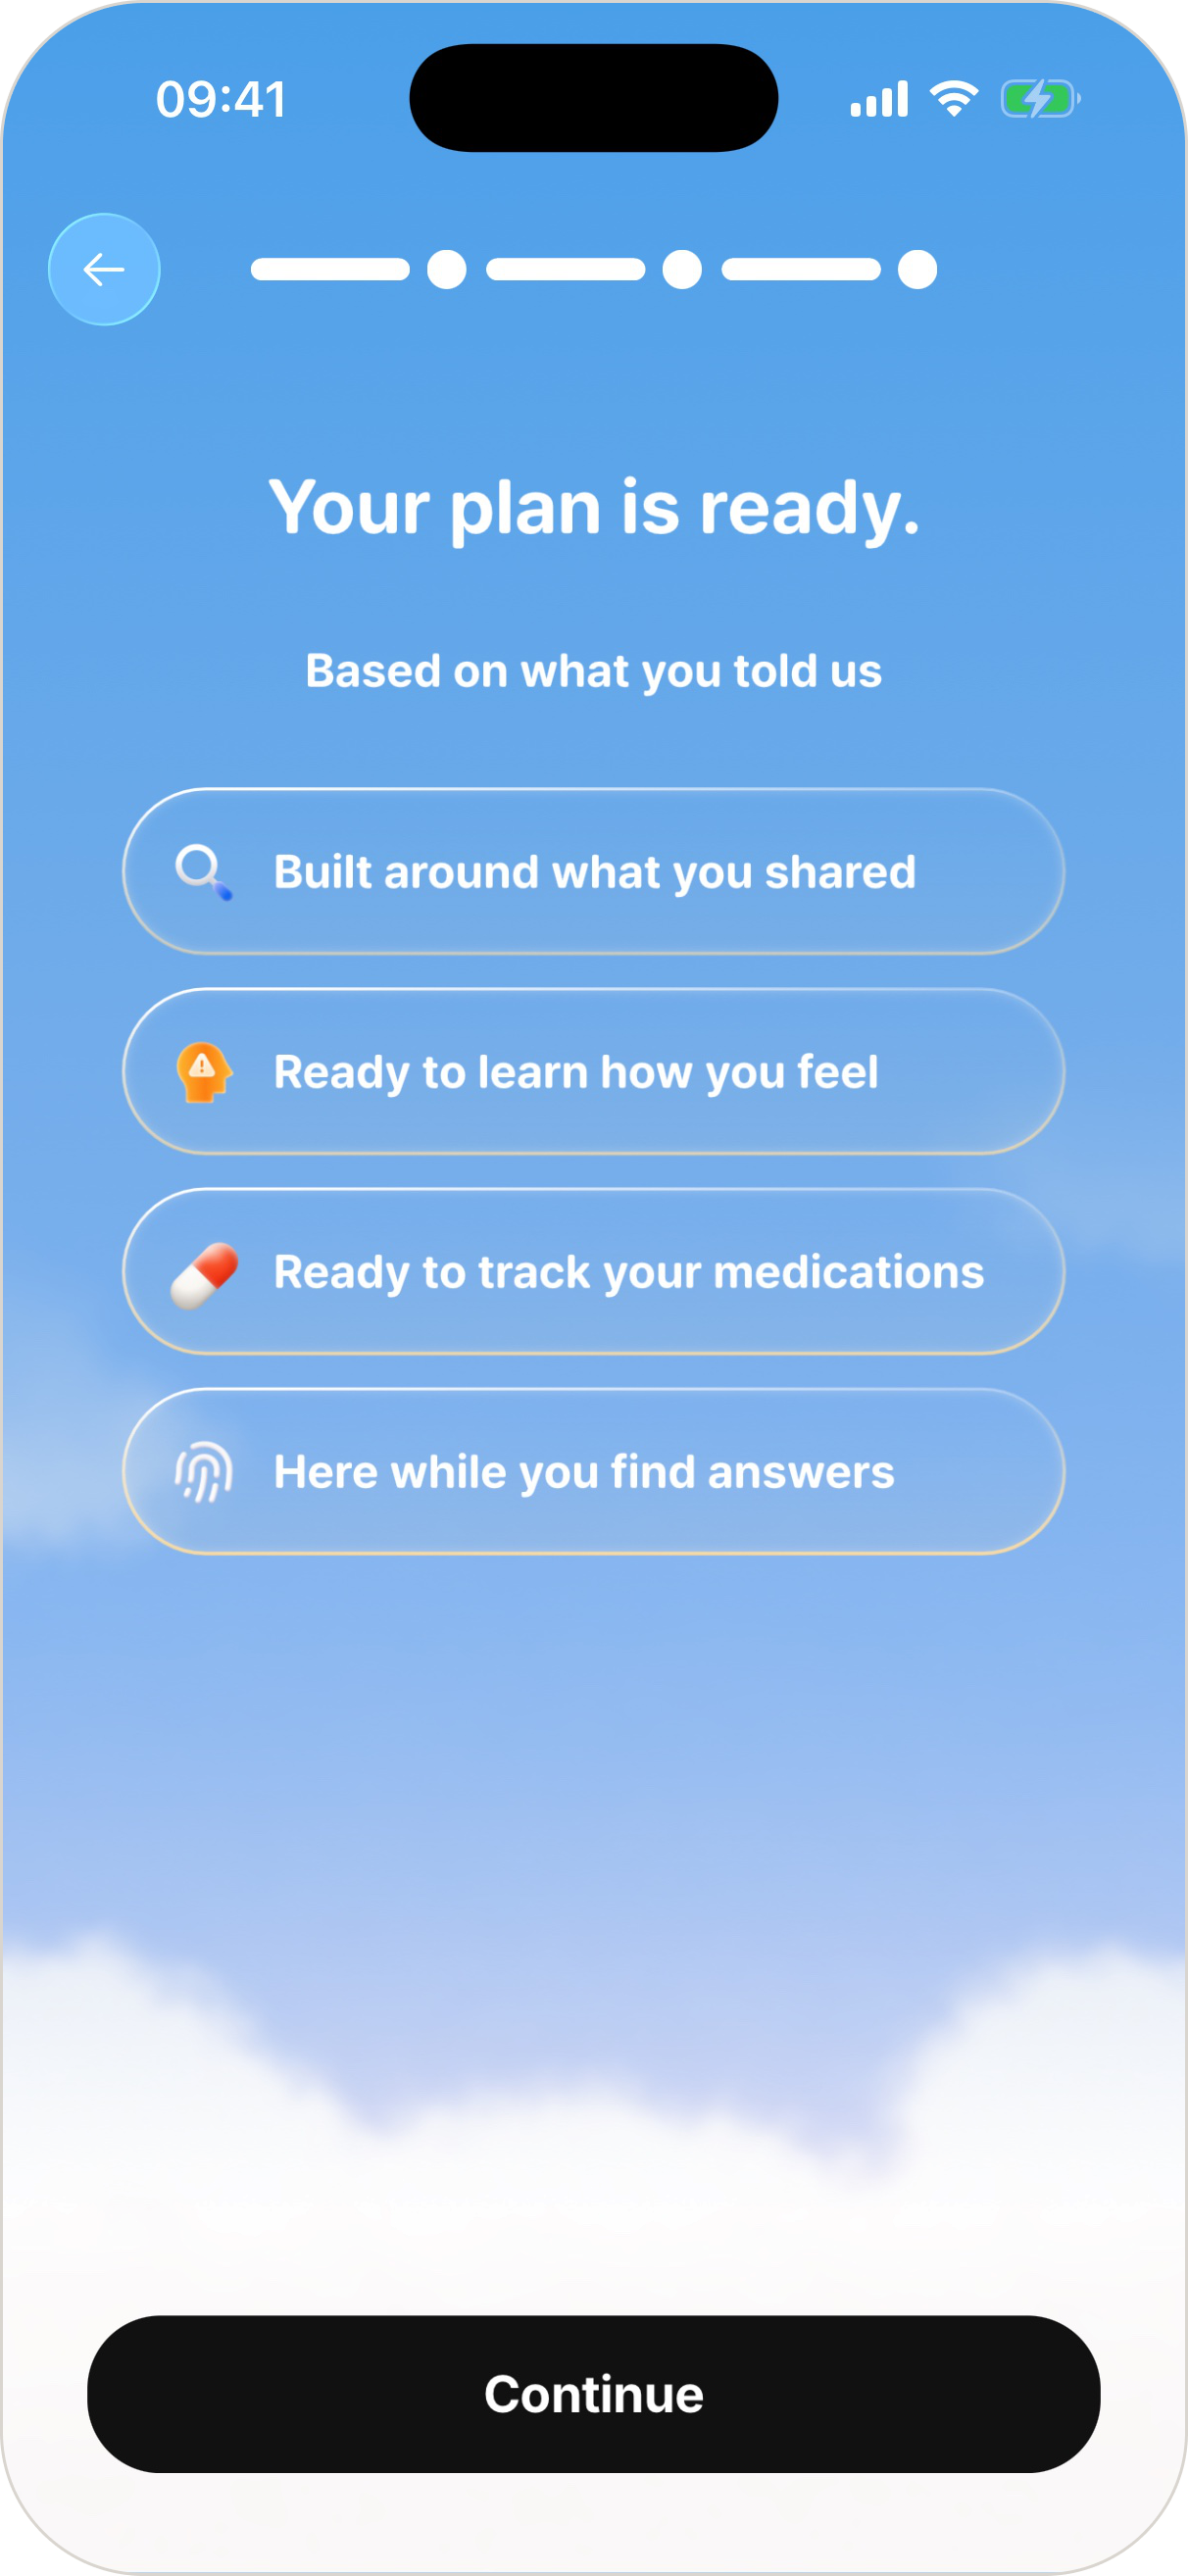 09:41
Your plan is ready.
Based on what you told us
Built around what you shared
Ready to learn how you feel
Ready to track your medications
Here while you find answers
Continue